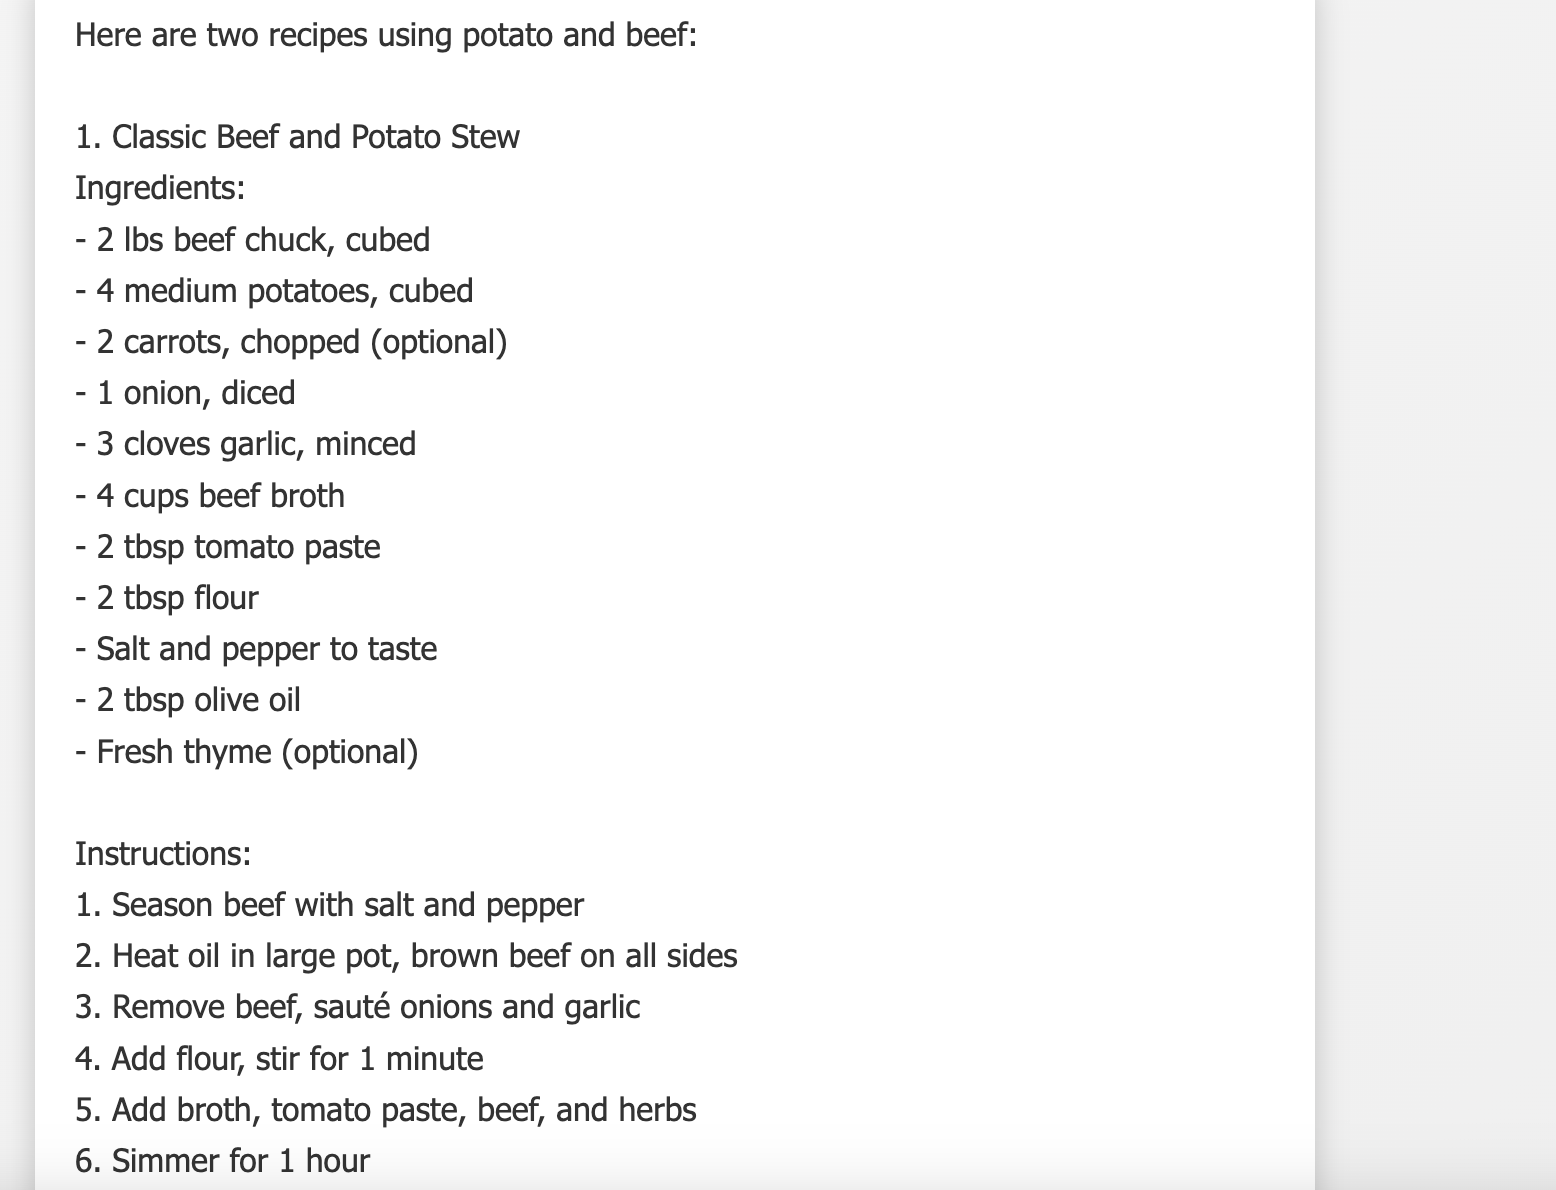 Here are two recipes using potato and beef:
1. Classic Beef and Potato Stew
Ingredients:
- 2 lbs beef chuck, cubed
- 4 medium potatoes, cubed
- 2 carrots, chopped (optional)
- 1 onion, diced
- 3 cloves garlic, minced
- 4 cups beef broth
- 2 tbsp tomato paste
- 2 tbsp flour
- Salt and pepper to taste
- 2 tbsp olive oil
- Fresh thyme (optional)
Instructions:
1. Season beef with salt and pepper
2. Heat oil in large pot, brown beef on all sides
3. Remove beef, sauté onions and garlic
4. Add flour, stir for 1 minute
5. Add broth, tomato paste, beef, and herbs
6. Simmer for 1 hour